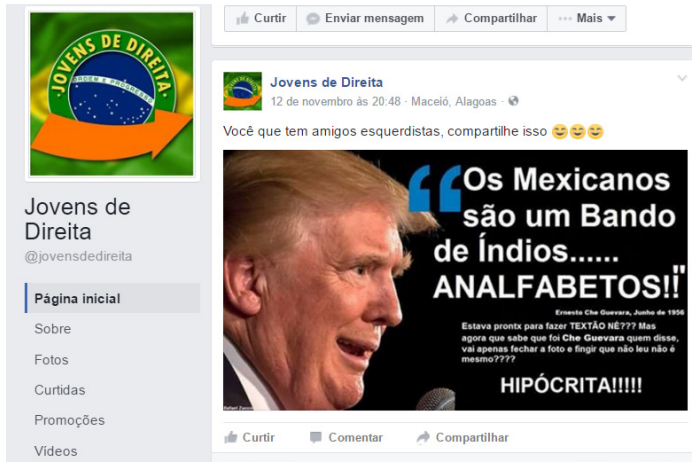 Curtir Enviar mensagem Compartilhar Mais
JOVENS DE DIREITA
ORDEM E PROGRESSO
Jovens de
Direita
@jovensdedireita
Página inicial
Sobre
Fotos
Curtidas
Promoções
Vídeos
Jovens de Direita
12 de novembro às 20:48 · Maceió, Alagoas ·
Você que tem amigos esquerdistas, compartilhe isso 😄😄😄
“Os Mexicanos
são um Bando
de Índios......
ANALFABETOS!!"
Ernesto Che Guevara, Junho de 1956
Estava prontx para fazer TEXTÃO NÉ??? Mas
agora que sabe que foi Che Guevara quem disse,
vai apenas fechar a foto e fingir que não leu não é
mesmo????
HIPÓCRITA!!!!!
Curtir Comentar Compartilhar